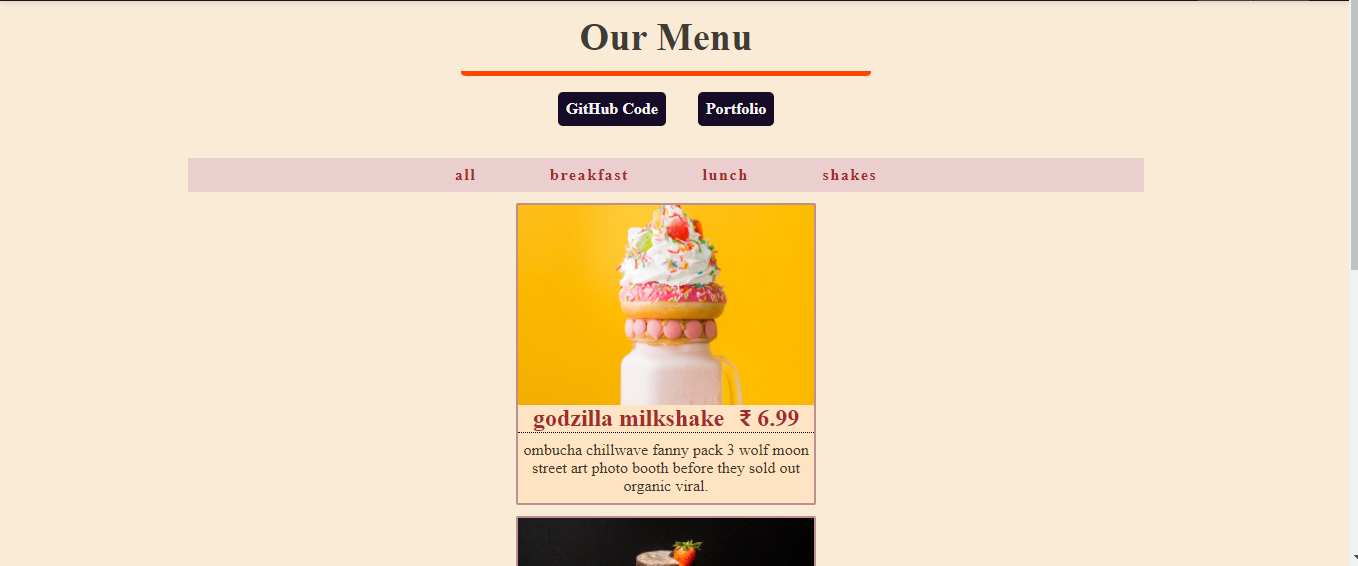 Our Menu
GitHub Code Portfolio
all breakfast lunch shakes
godzilla milkshake ₹ 6.99
ombucha chillwave fanny pack 3 wolf moon
street art photo booth before they sold out
organic viral.